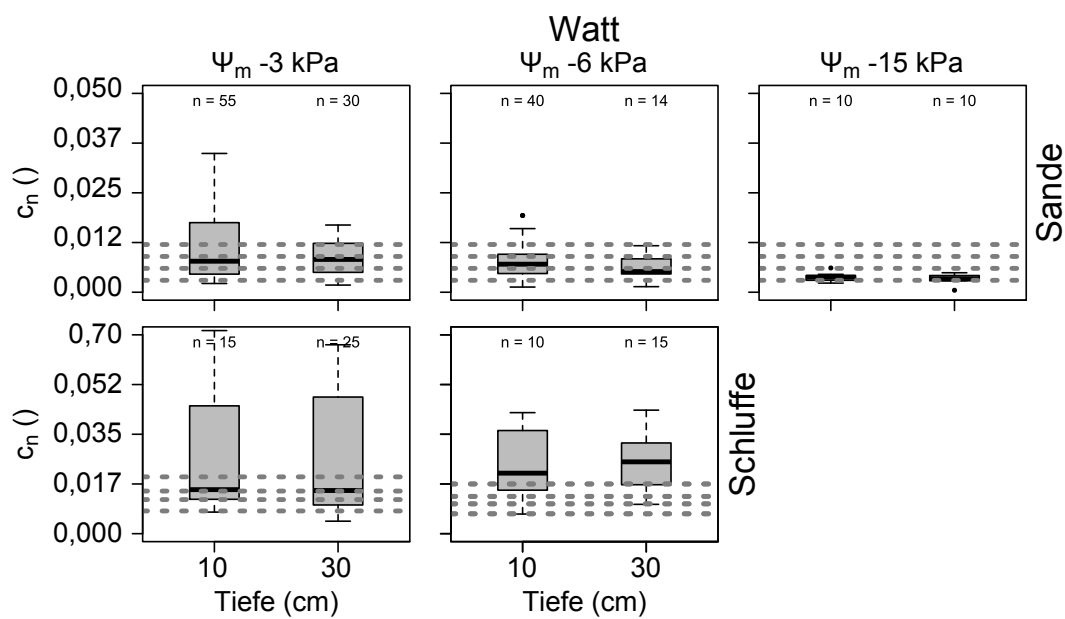 Watt
Ψm -3 kPa
Ψm -6 kPa
Ψm -15 kPa
n = 55
n = 30
n = 40
n = 14
n = 10
n = 10
0,050
0,037
0,025
0,012
0,000
cn ()
Sande
n = 15
n = 25
n = 10
n = 15
0,70
0,052
0,035
0,017
0,000
cn ()
Schluffe
10
30
10
30
Tiefe (cm)
Tiefe (cm)